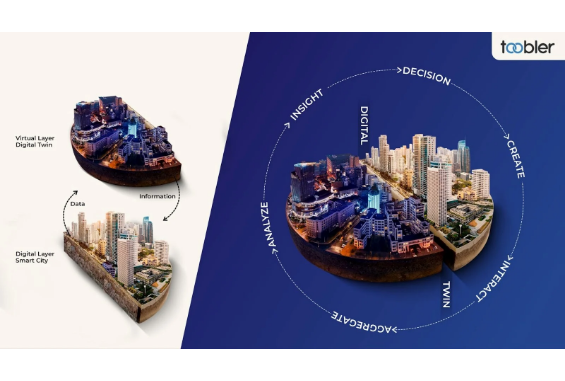 toobler
Virtual Layer
Digital Twin
Information
Data
Digital Layer
Smart City
DIGITAL
TWIN
DECISION
CREATE
INTERACT
AGGREGATE
ANALYZE
INSIGHT